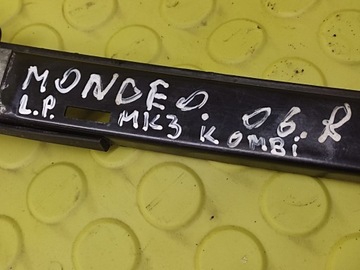 MONDEO 06.R
L.P. MK3 KOMBi